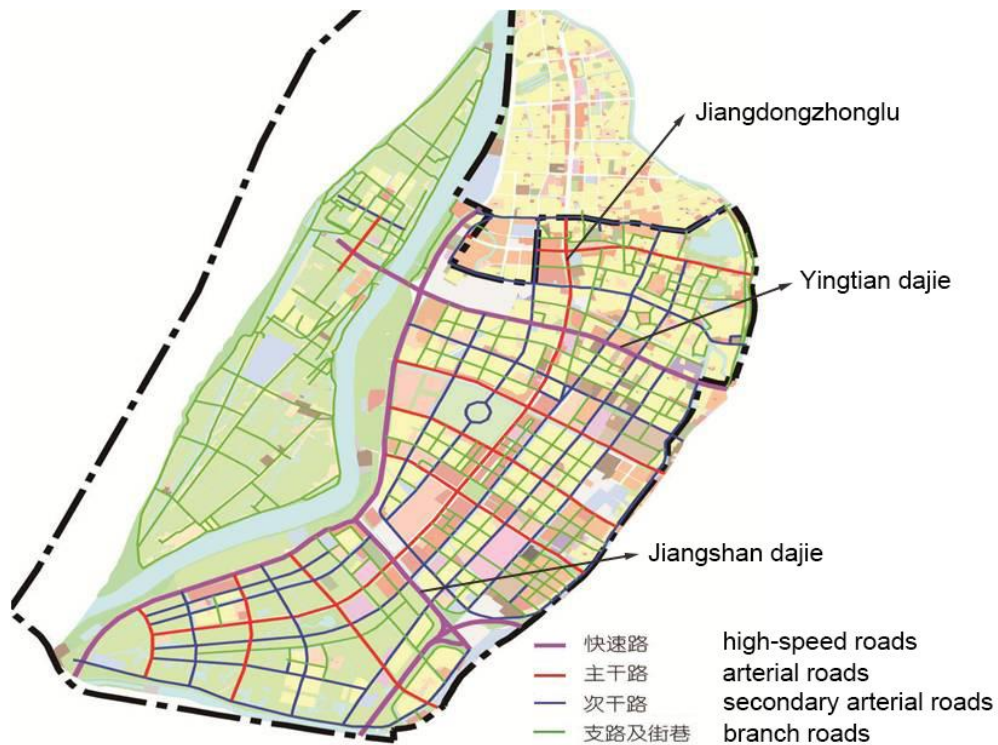 Jiangdongzhonglu
Yingtian dajie
Jiangshan dajie
快速路 high-speed roads
主干路 arterial roads
次干路 secondary arterial roads
支路及街巷 branch roads